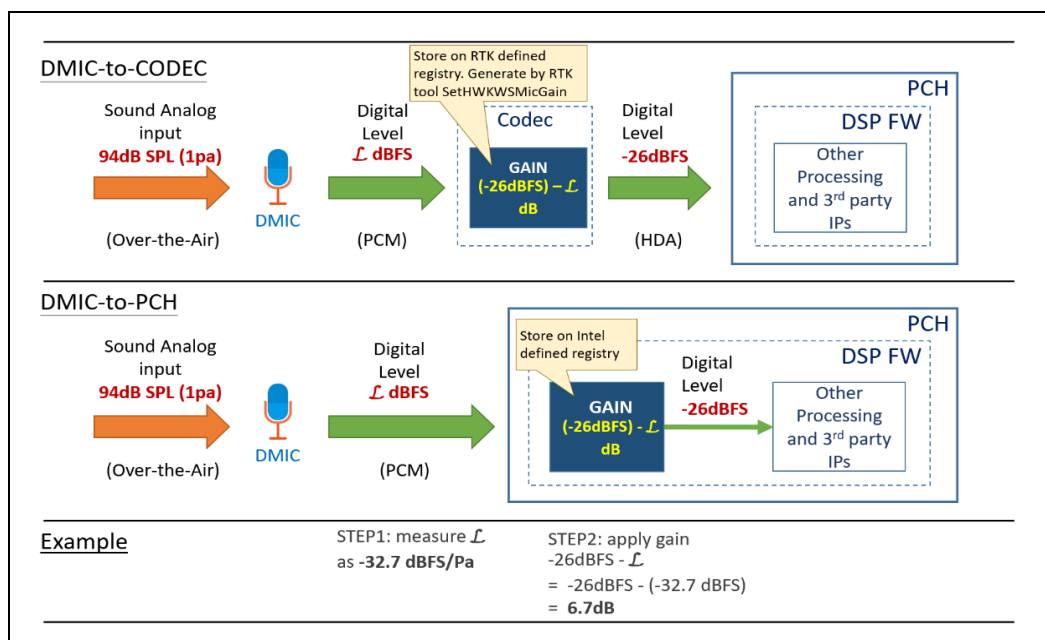 DMIC-to-CODEC
Store on RTK defined
registry. Generate by RTK
tool SetHWKWSMicGain
Sound Analog
input
94dB SPL (1pa)
(Over-the-Air)
DMIC
Digital
Level
ℒ dBFS
(PCM)
Codec
GAIN
(-26dBFS) – ℒ
dB
Digital
Level
-26dBFS
(HDA)
PCH
DSP FW
Other
Processing
and 3rd party
IPs
DMIC-to-PCH
Sound Analog
input
94dB SPL (1pa)
(Over-the-Air)
DMIC
Digital
Level
ℒ dBFS
(PCM)
Store on Intel
defined registry
PCH
DSP FW
GAIN
(-26dBFS) - ℒ
dB
Digital
Level
-26dBFS
Other
Processing
and 3rd party
IPs
Example
STEP1: measure ℒ
as -32.7 dBFS/Pa
STEP2: apply gain
-26dBFS - ℒ
= -26dBFS - (-32.7 dBFS)
= 6.7dB